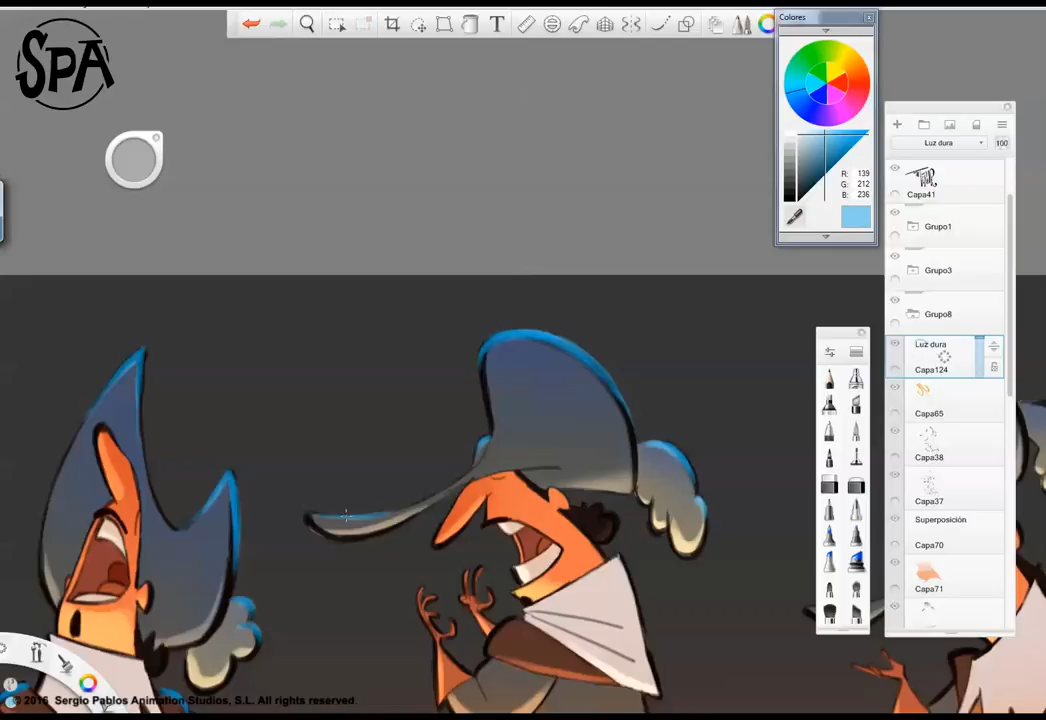 SPA
Colores
R: 139
G: 212
B: 236
Luz dura
100
Capa41
Grupo1
Grupo3
Grupo8
Luz dura
Capa124
Capa65
Capa38
Capa37
Superposición
Capa70
Capa71
© 2016 Sergio Pablos Animation Studios, S.L. All rights reserved.